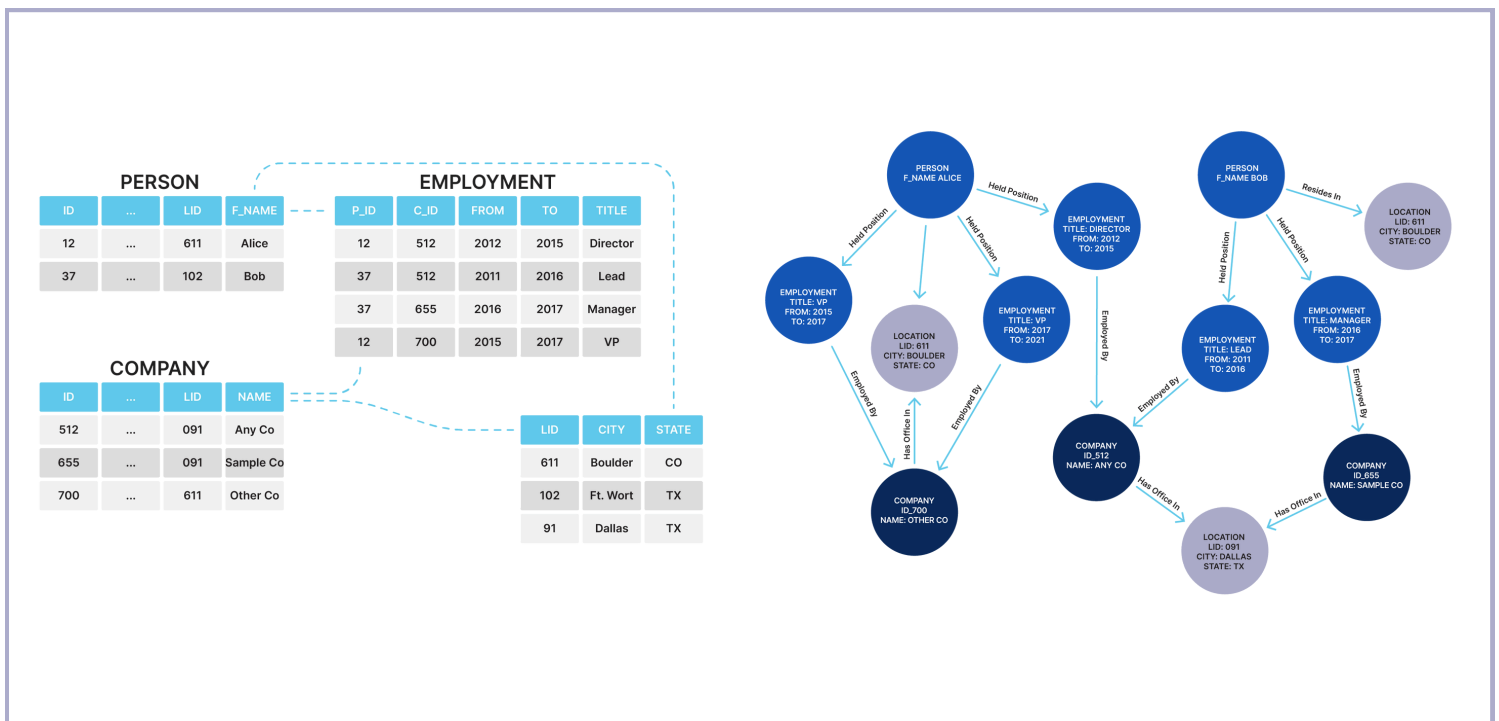 PERSON
ID ... LID F_NAME
12 ... 611 Alice
37 ... 102 Bob
EMPLOYMENT
P_ID C_ID FROM TO TITLE
12 512 2012 2015 Director
37 512 2011 2016 Lead
37 655 2016 2017 Manager
12 700 2015 2017 VP
COMPANY
ID ... LID NAME
512 ... 091 Any Co
655 ... 091 Sample Co
700 ... 611 Other Co
LID CITY STATE
611 Boulder CO
102 Ft. Wort TX
91 Dallas TX
PERSON
F_NAME ALICE
Held Position
Held Position
Held Position
EMPLOYMENT
TITLE: DIRECTOR
FROM: 2012
TO: 2015
EMPLOYMENT
TITLE: VP
FROM: 2015
TO: 2017
LOCATION
LID: 611
CITY: BOULDER
STATE: CO
EMPLOYMENT
TITLE: VP
FROM: 2017
TO: 2021
Employed By
Has Office In
Employed By
Employed By
COMPANY
ID_700
NAME: OTHER CO
PERSON
F_NAME BOB
Resides In
LOCATION
LID: 611
CITY: BOULDER
STATE: CO
Held Position
Held Position
EMPLOYMENT
TITLE: LEAD
FROM: 2011
TO: 2016
EMPLOYMENT
TITLE: MANAGER
FROM: 2016
TO: 2017
Employed By
Employed By
COMPANY
ID_512
NAME: ANY CO
COMPANY
ID_655
NAME: SAMPLE CO
Has Office In
Has Office In
LOCATION
LID: 091
CITY: DALLAS
STATE: TX